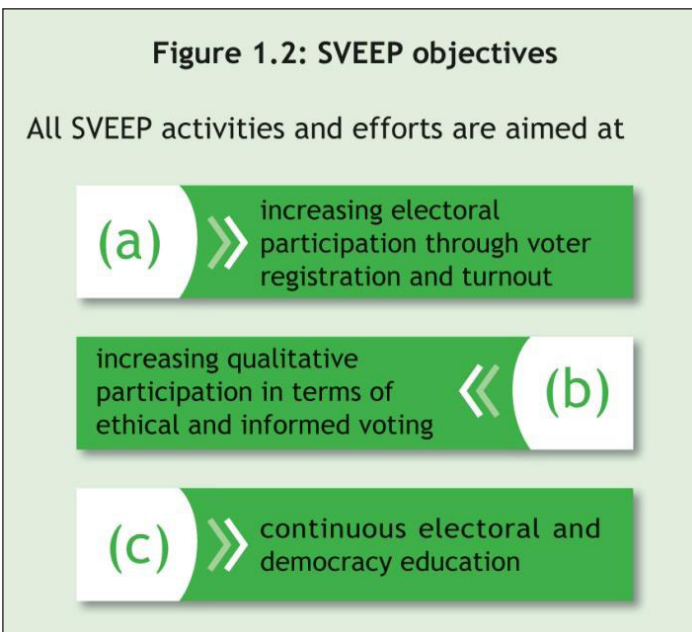 Figure 1.2: SVEEP objectives
All SVEEP activities and efforts are aimed at
(a)
increasing electoral
participation through voter
registration and turnout
increasing qualitative
participation in terms of
ethical and informed voting
(b)
(c)
continuous electoral and
democracy education